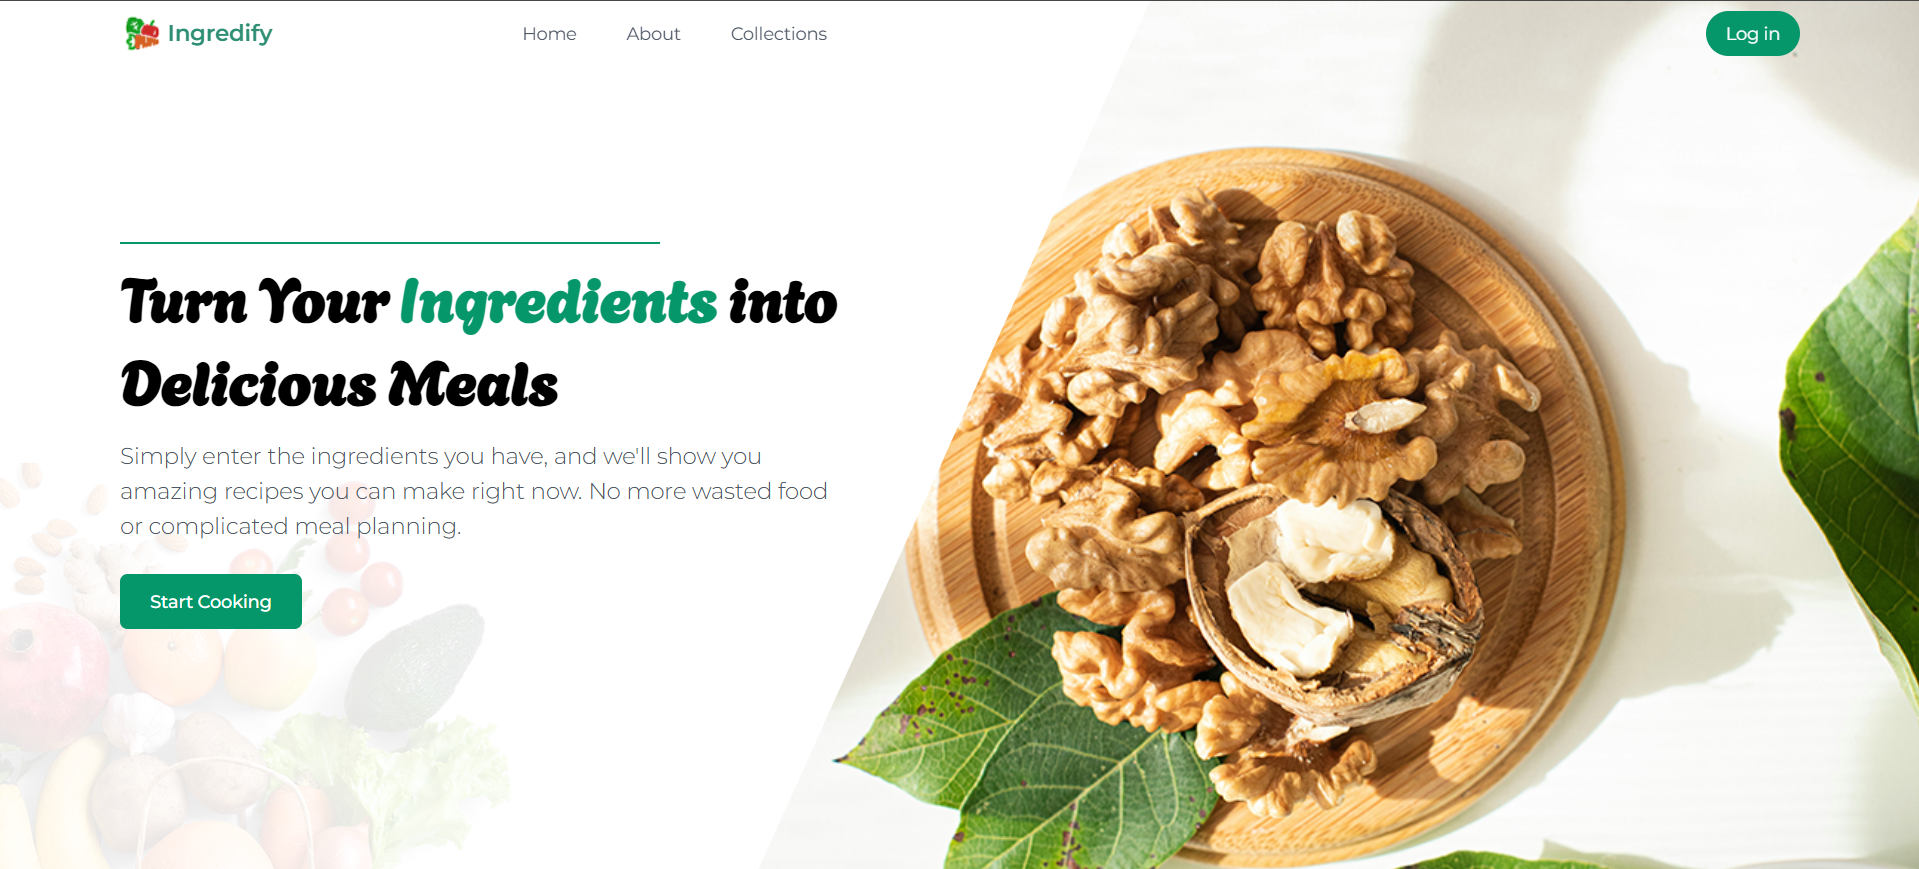 Ingredify
Home
About
Collections
Log in
Turn Your Ingredients into
Delicious Meals
Simply enter the ingredients you have, and we'll show you
amazing recipes you can make right now. No more wasted food
or complicated meal planning.
Start Cooking